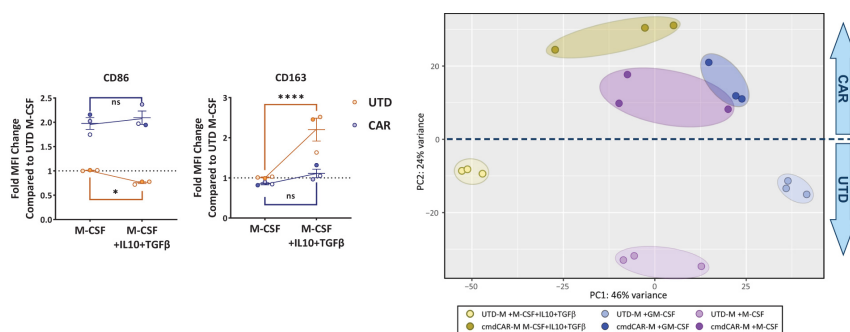 CD86
Fold MFI Change
Compared to UTD M-CSF
2.5
2.0
1.5
1
0.5
0.0
ns
*
M-CSF
M-CSF
+IL10+TGFβ
CD163
Fold MFI Change
Compared to UTD M-CSF
3
2
1
0
****
ns
M-CSF
M-CSF
+IL10+TGFβ
UTD
CAR
PC2: 24% variance
20
0
−20
−50
−25
0
25
PC1: 46% variance
CAR
UTD
UTD-M +M-CSF+IL10+TGFβ
UTD-M +GM-CSF
UTD-M +M-CSF
cmdCAR-M M-CSF+IL10+TGFβ
cmdCAR-M +GM-CSF
cmdCAR-M +M-CSF